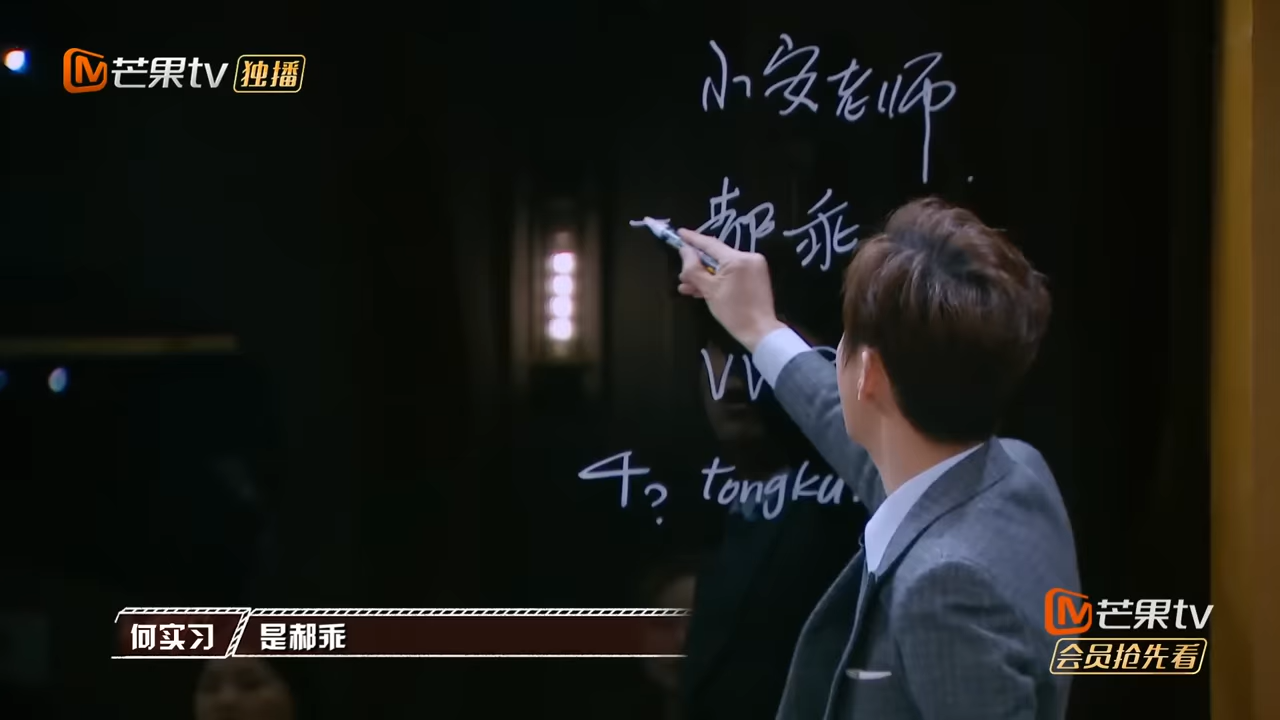 芒果tv 独播
小安老师
郝乖
4? tongku
何实习 是郝乖
芒果tv
会员抢先看